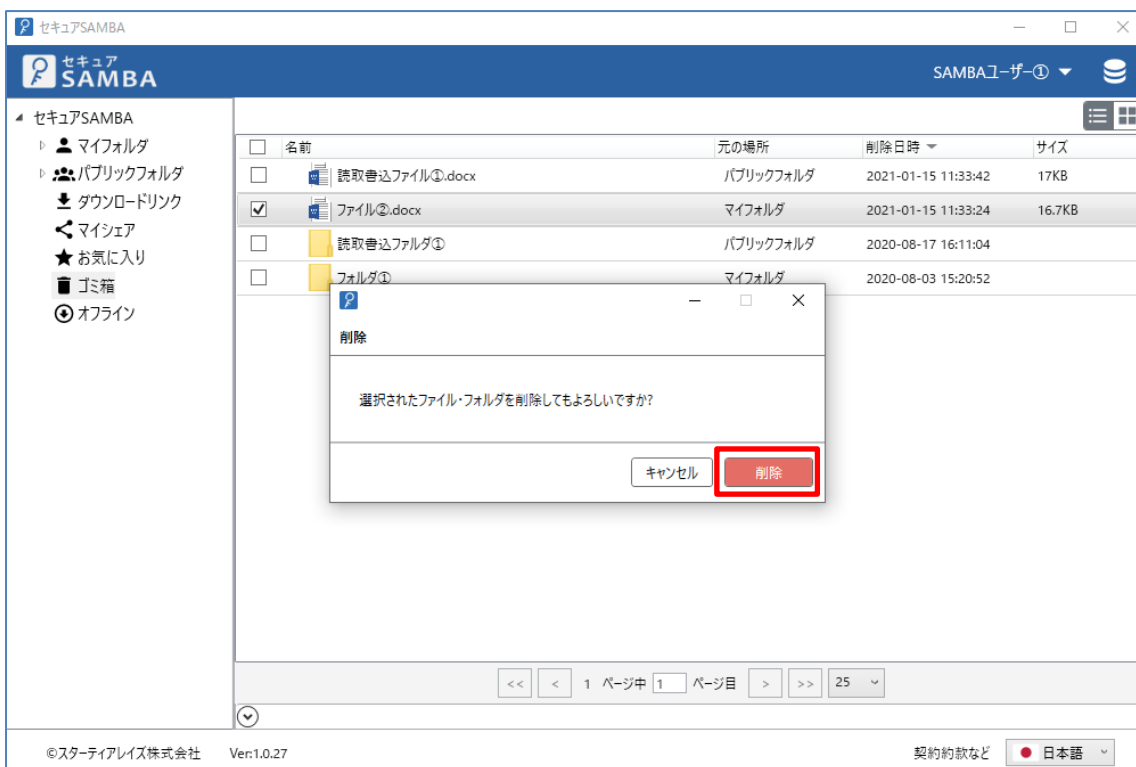 セキュアSAMBA
セキュア
SAMBA
SAMBAユーザー①
セキュアSAMBA
マイフォルダ
パブリックフォルダ
ダウンロードリンク
マイシェア
お気に入り
ゴミ箱
オフライン
名前 元の場所 削除日時 サイズ
読取書込ファイル①.docx パブリックフォルダ 2021-01-15 11:33:42 17KB
ファイル②.docx マイフォルダ 2021-01-15 11:33:24 16.7KB
読取書込フォルダ① パブリックフォルダ 2020-08-17 16:11:04
フォルダ① マイフォルダ 2020-08-03 15:20:52
削除
選択されたファイル・フォルダを削除してもよろしいですか?
キャンセル 削除
<< < 1 ページ中 1 ページ目 > >> 25
©スターティアレイズ株式会社 Ver:1.0.27 契約約款など 日本語